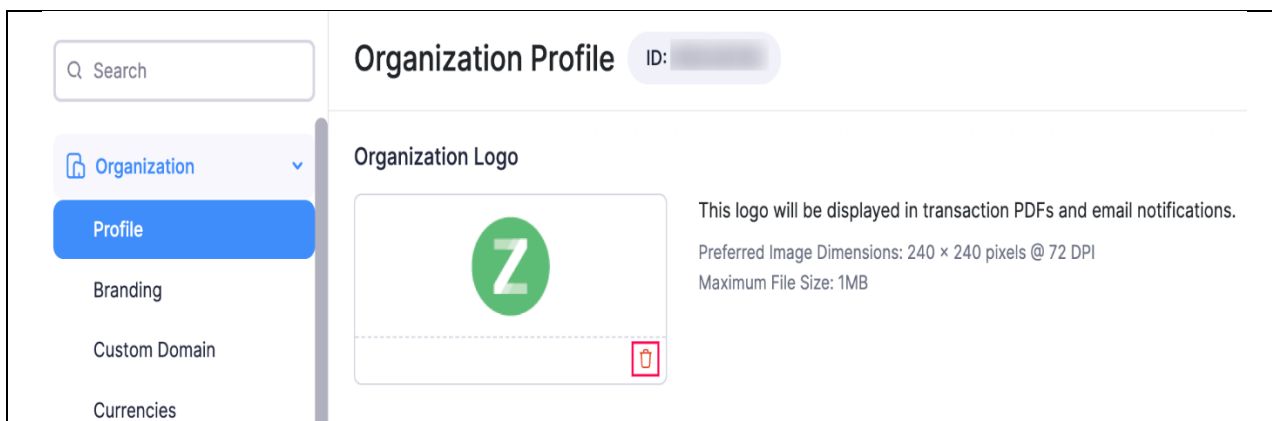 Search
Organization Profile ID:
Organization
Profile
Branding
Custom Domain
Currencies
Organization Logo
Z
This logo will be displayed in transaction PDFs and email notifications.
Preferred Image Dimensions: 240 × 240 pixels @ 72 DPI
Maximum File Size: 1MB